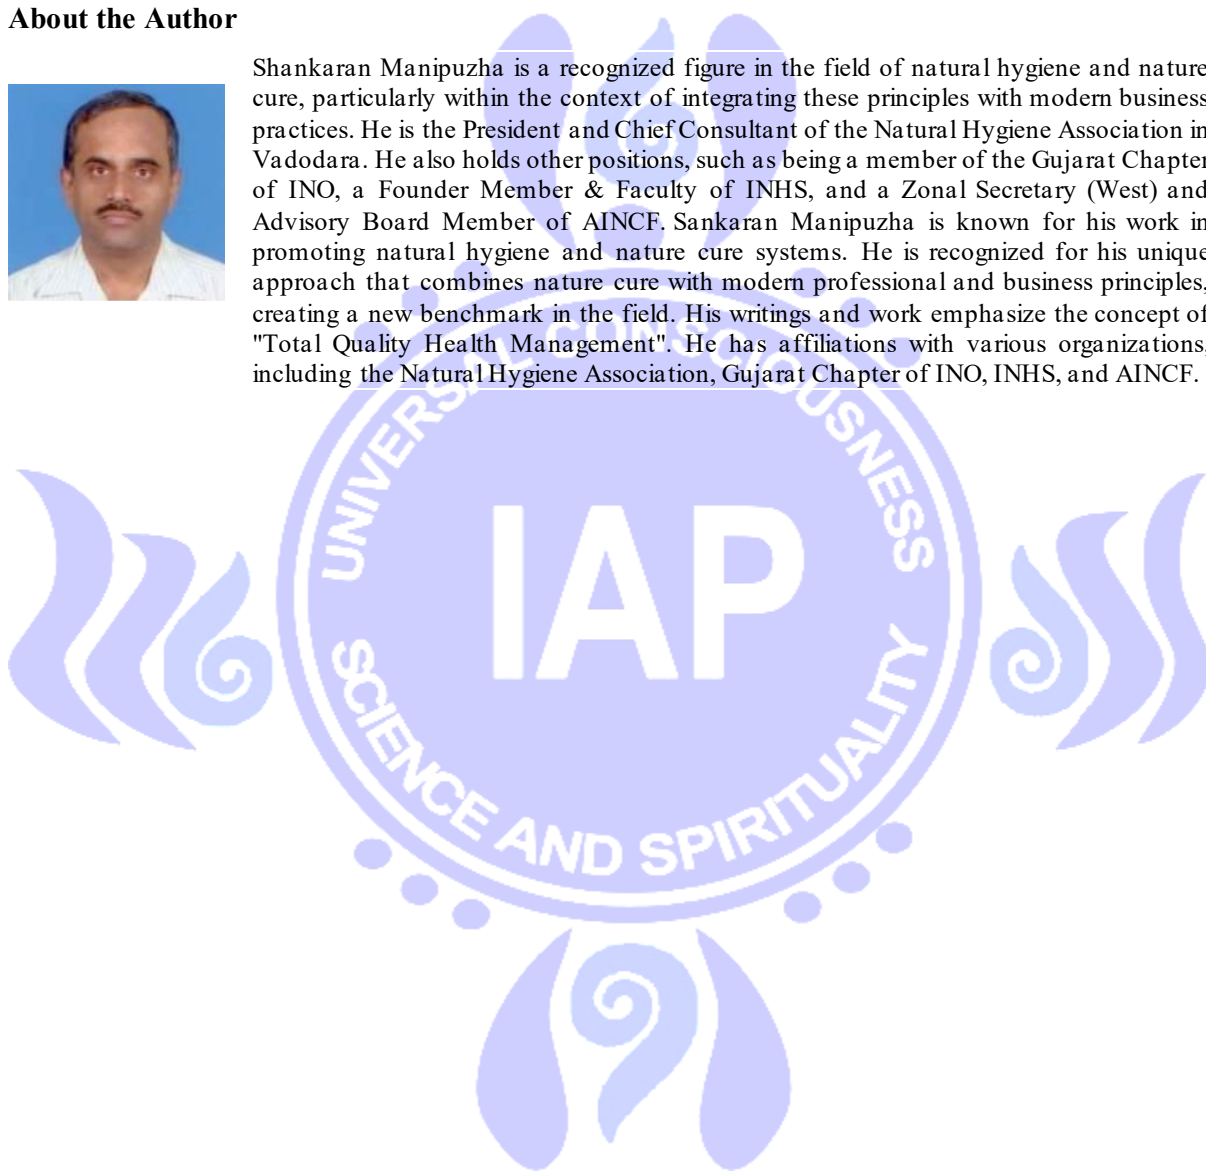 About the Author
Shankaran Manipuzha is a recognized figure in the field of natural hygiene and nature
cure, particularly within the context of integrating these principles with modern business
practices. He is the President and Chief Consultant of the Natural Hygiene Association in
Vadodara. He also holds other positions, such as being a member of the Gujarat Chapter
of INO, a Founder Member & Faculty of INHS, and a Zonal Secretary (West) and
Advisory Board Member of AINCF. Sankaran Manipuzha is known for his work in
promoting natural hygiene and nature cure systems. He is recognized for his unique
approach that combines nature cure with modern professional and business principles,
creating a new benchmark in the field. His writings and work emphasize the concept of
"Total Quality Health Management". He has affiliations with various organizations,
including the Natural Hygiene Association, Gujarat Chapter of INO, INHS, and AINCF.
UNIVERSAL CONSCIOUSNESS
IAP
SCIENCE AND SPIRITUALITY